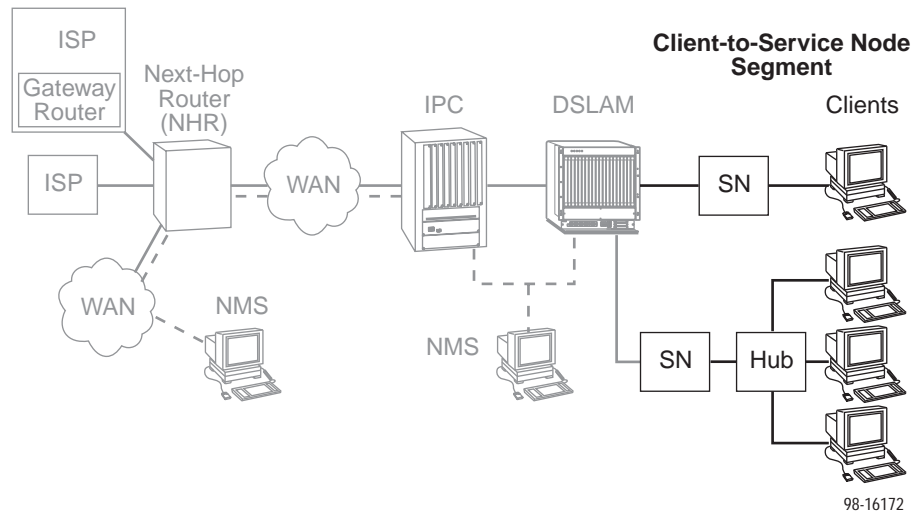 Client-to-Service Node
Segment
ISP
Gateway
Router
Next-Hop
Router
(NHR)
IPC
DSLAM
Clients
ISP
WAN
SN
WAN
NMS
NMS
SN
Hub
98-16172